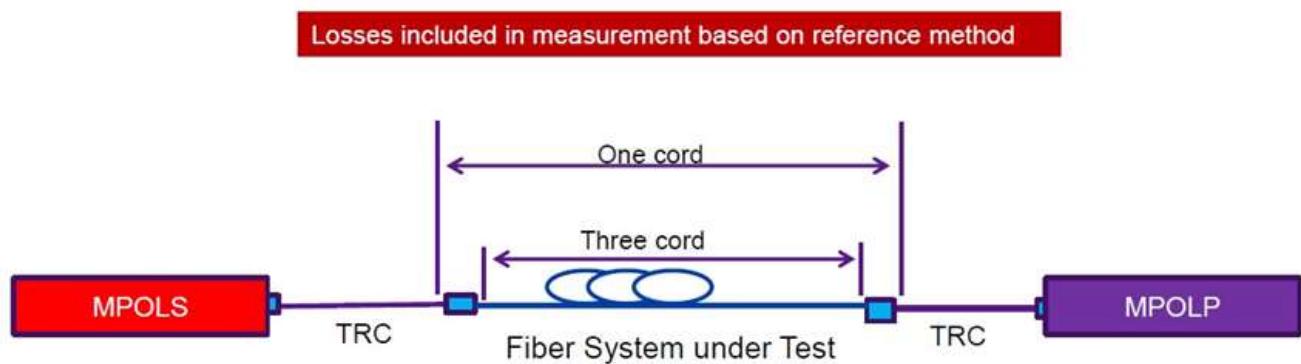 Losses included in measurement based on reference method
One cord
Three cord
MPOLS
MPOLP
TRC
TRC
Fiber System under Test